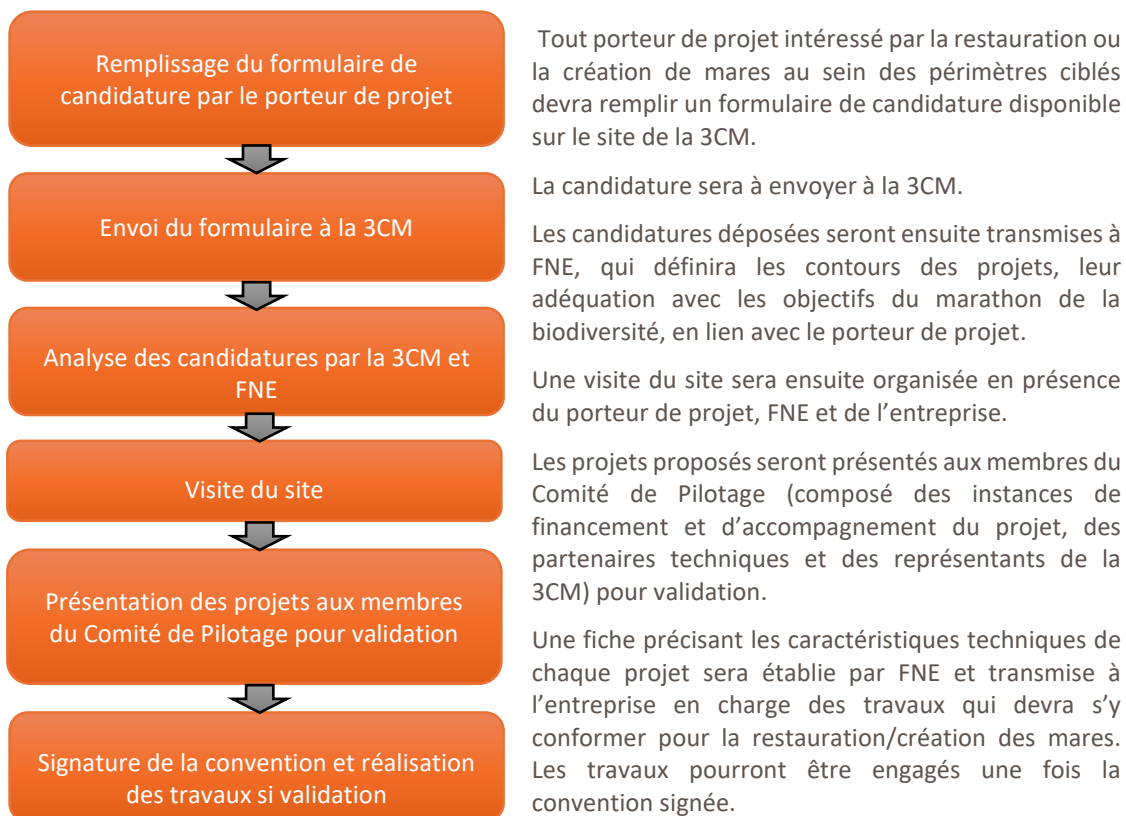 Remplissage du formulaire de
candidature par le porteur de projet
Envoi du formulaire à la 3CM
Analyse des candidatures par la 3CM et
FNE
Visite du site
Présentation des projets aux membres
du Comité de Pilotage pour validation
Signature de la convention et réalisation
des travaux si validation
Tout porteur de projet intéressé par la restauration ou
la création de mares au sein des périmètres ciblés
devra remplir un formulaire de candidature disponible
sur le site de la 3CM.
La candidature sera à envoyer à la 3CM.
Les candidatures déposées seront ensuite transmises à
FNE, qui définira les contours des projets, leur
adéquation avec les objectifs du marathon de la
biodiversité, en lien avec le porteur de projet.
Une visite du site sera ensuite organisée en présence
du porteur de projet, FNE et de l’entreprise.
Les projets proposés seront présentés aux membres du
Comité de Pilotage (composé des instances de
financement et d’accompagnement du projet, des
partenaires techniques et des représentants de la
3CM) pour validation.
Une fiche précisant les caractéristiques techniques de
chaque projet sera établie par FNE et transmise à
l’entreprise en charge des travaux qui devra s’y
conformer pour la restauration/création des mares.
Les travaux pourront être engagés une fois la
convention signée.